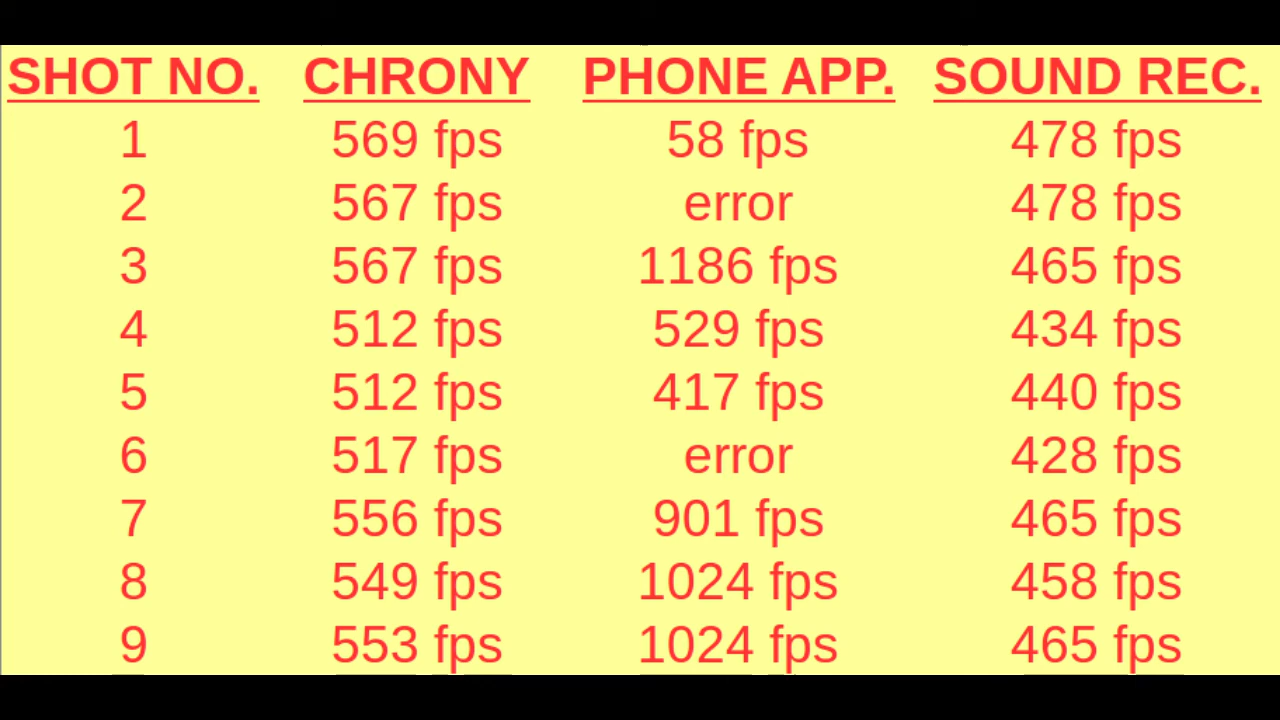 SHOT NO. CHRONY PHONE APP. SOUND REC.
1 569 fps 58 fps 478 fps
2 567 fps error 478 fps
3 567 fps 1186 fps 465 fps
4 512 fps 529 fps 434 fps
5 512 fps 417 fps 440 fps
6 517 fps error 428 fps
7 556 fps 901 fps 465 fps
8 549 fps 1024 fps 458 fps
9 553 fps 1024 fps 465 fps